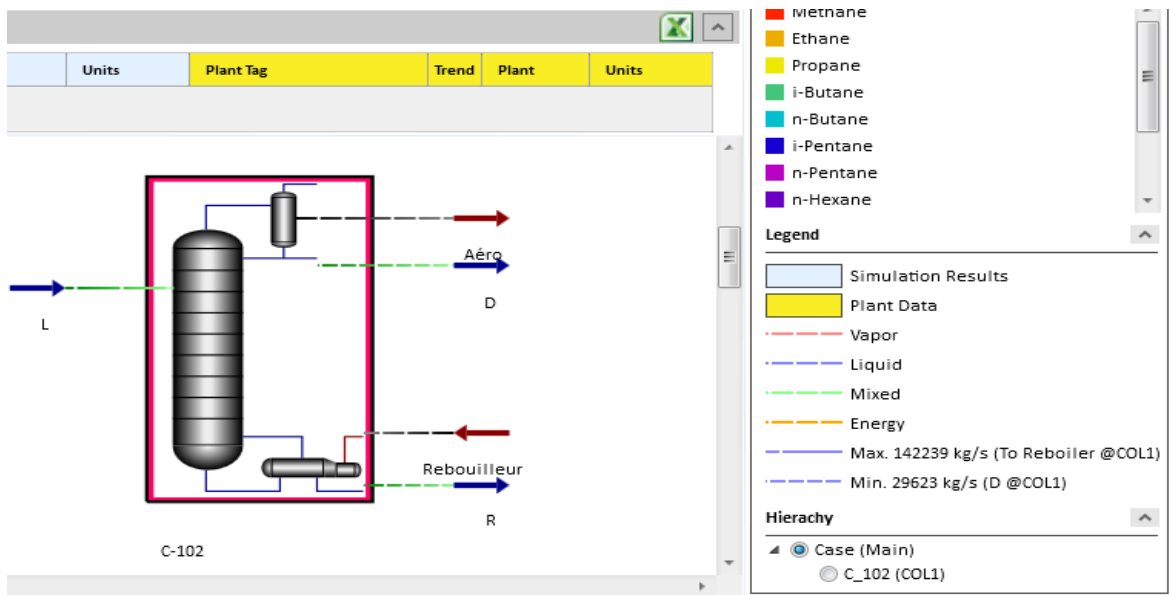 Units Plant Tag Trend Plant Units
Aéro
D
L
Rebouilleur
R
C-102
Methane
Ethane
Propane
i-Butane
n-Butane
i-Pentane
n-Pentane
n-Hexane
Legend
Simulation Results
Plant Data
Vapor
Liquid
Mixed
Energy
Max. 142239 kg/s (To Reboiler @COL1)
Min. 29623 kg/s (D @COL1)
Hierachy
Case (Main)
C_102 (COL1)